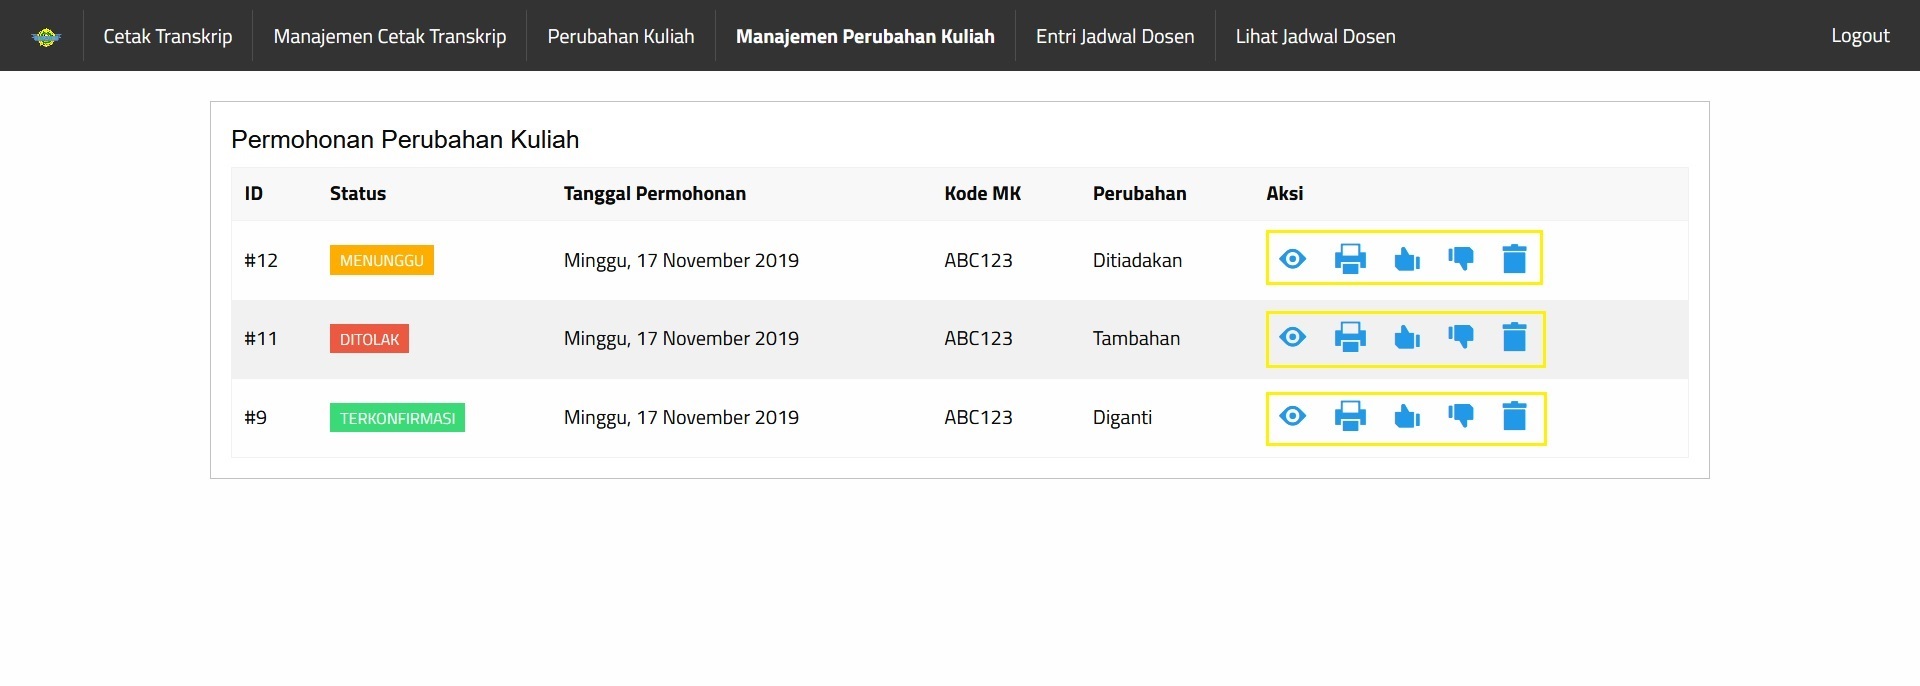 Cetak Transkrip Manajemen Cetak Transkrip Perubahan Kuliah Manajemen Perubahan Kuliah Entri Jadwal Dosen Lihat Jadwal Dosen Logout
Permohonan Perubahan Kuliah
ID Status Tanggal Permohonan Kode MK Perubahan Aksi
#12 MENUNGGU Minggu, 17 November 2019 ABC123 Ditiadakan
#11 DITOLAK Minggu, 17 November 2019 ABC123 Tambahan
#9 TERKONFIRMASI Minggu, 17 November 2019 ABC123 Diganti